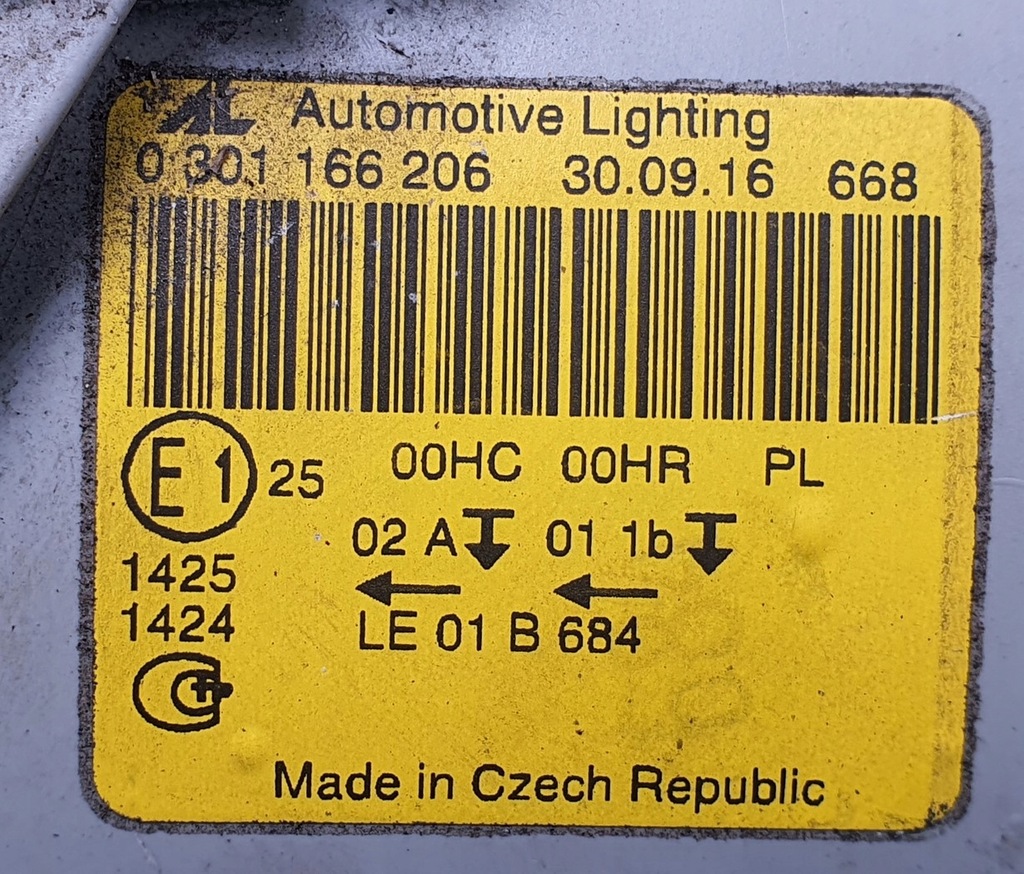 AL Automotive Lighting
0 301 166 206 30.09.16 668
E1 25 00HC 00HR PL
02 A 01 1b
1425
1424 LE 01 B 684
Made in Czech Republic